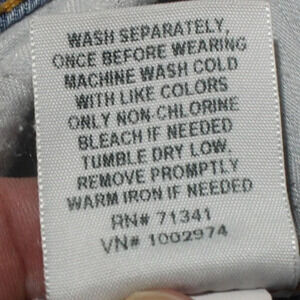 WASH SEPARATELY,
ONCE BEFORE WEARING
MACHINE WASH COLD
WITH LIKE COLORS
ONLY NON-CHLORINE
BLEACH IF NEEDED
TUMBLE DRY LOW.
REMOVE PROMPTLY
WARM IRON IF NEEDED
RN# 71341
VN# 1002974